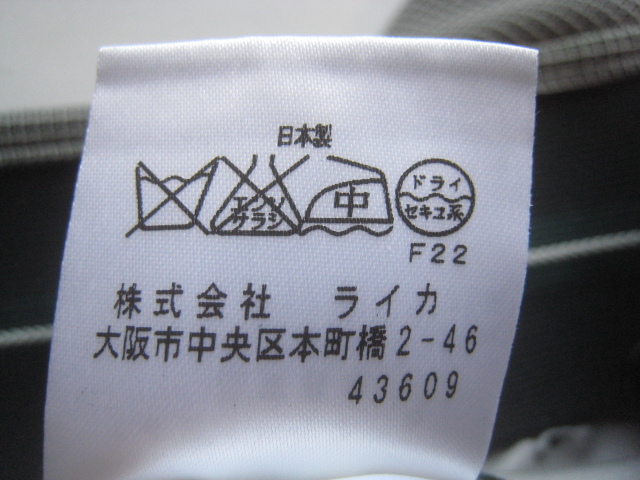 日本製
エンソ
サラシ
中
ドライ
セキユ系
F22
株式会社 ライカ
大阪市中央区本町橋2-46
43609